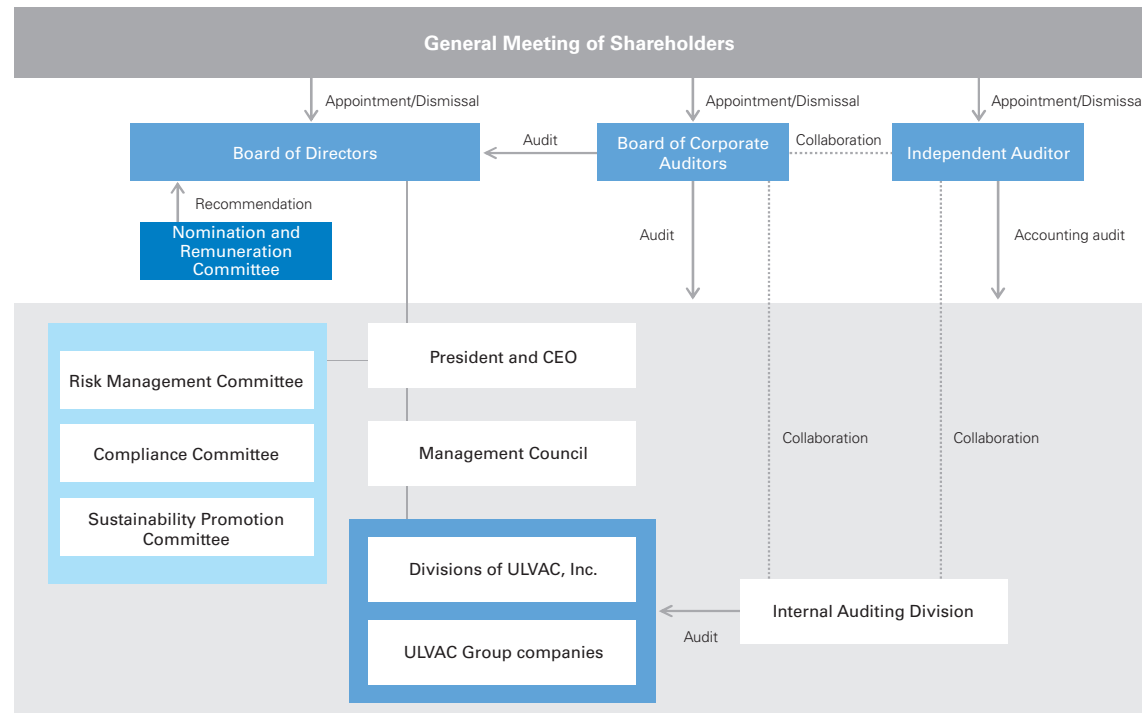 General Meeting of Shareholders
Appointment/Dismissal
Appointment/Dismissal
Appointment/Dismissa
Board of Directors
Audit
Board of Corporate
Auditors
Collaboration
Independent Auditor
Recommendation
Nomination and
Remuneration
Committee
Audit
Accounting audit
Risk Management Committee
Compliance Committee
Sustainability Promotion
Committee
President and CEO
Management Council
Collaboration
Collaboration
Divisions of ULVAC, Inc.
ULVAC Group companies
Audit
Internal Auditing Division